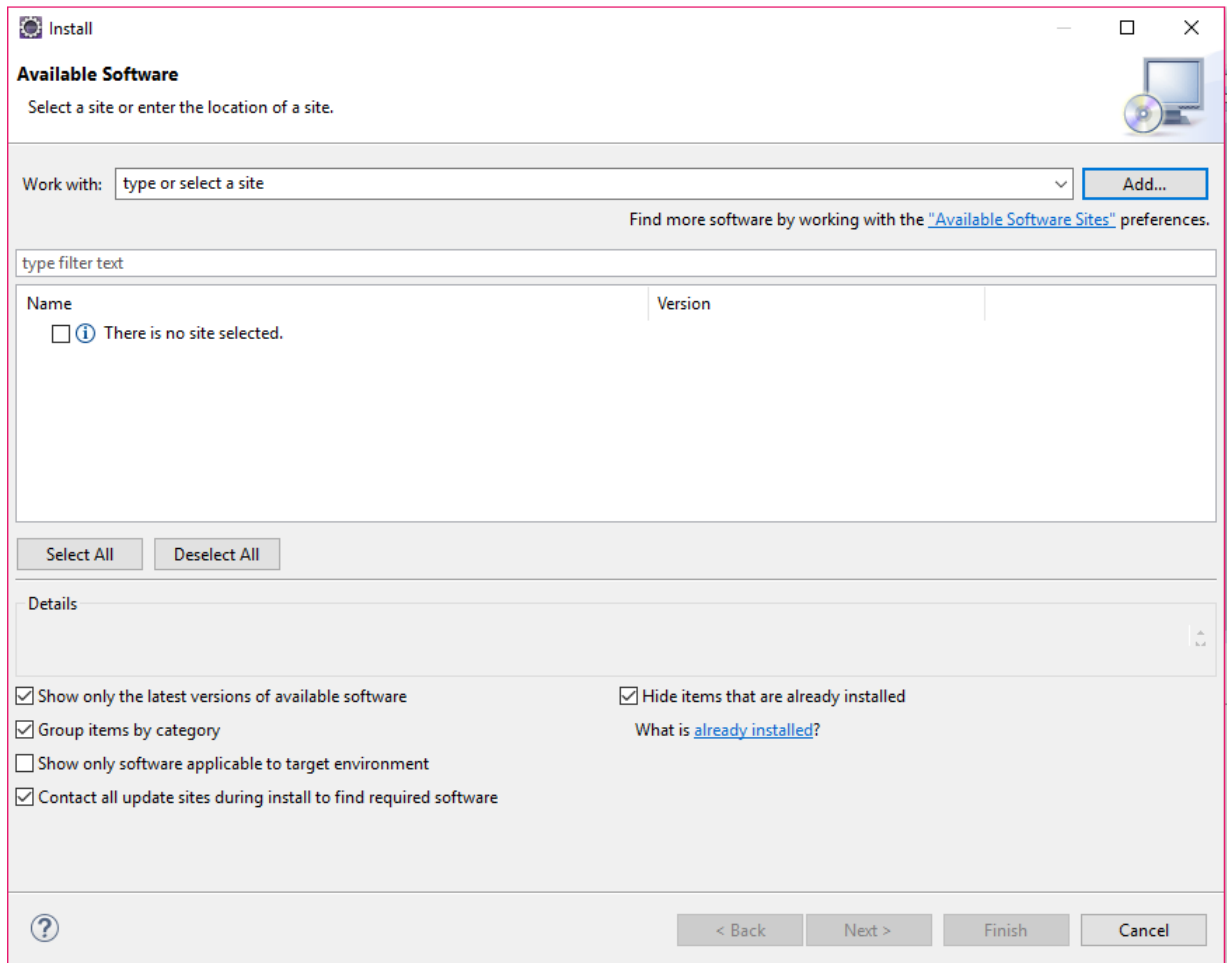 Install
Available Software
Select a site or enter the location of a site.
Work with: type or select a site Add...
Find more software by working with the "Available Software Sites" preferences.
type filter text
Name Version
There is no site selected.
Select All Deselect All
Details
Show only the latest versions of available software Hide items that are already installed
Group items by category What is already installed?
Show only software applicable to target environment
Contact all update sites during install to find required software
? < Back Next > Finish Cancel